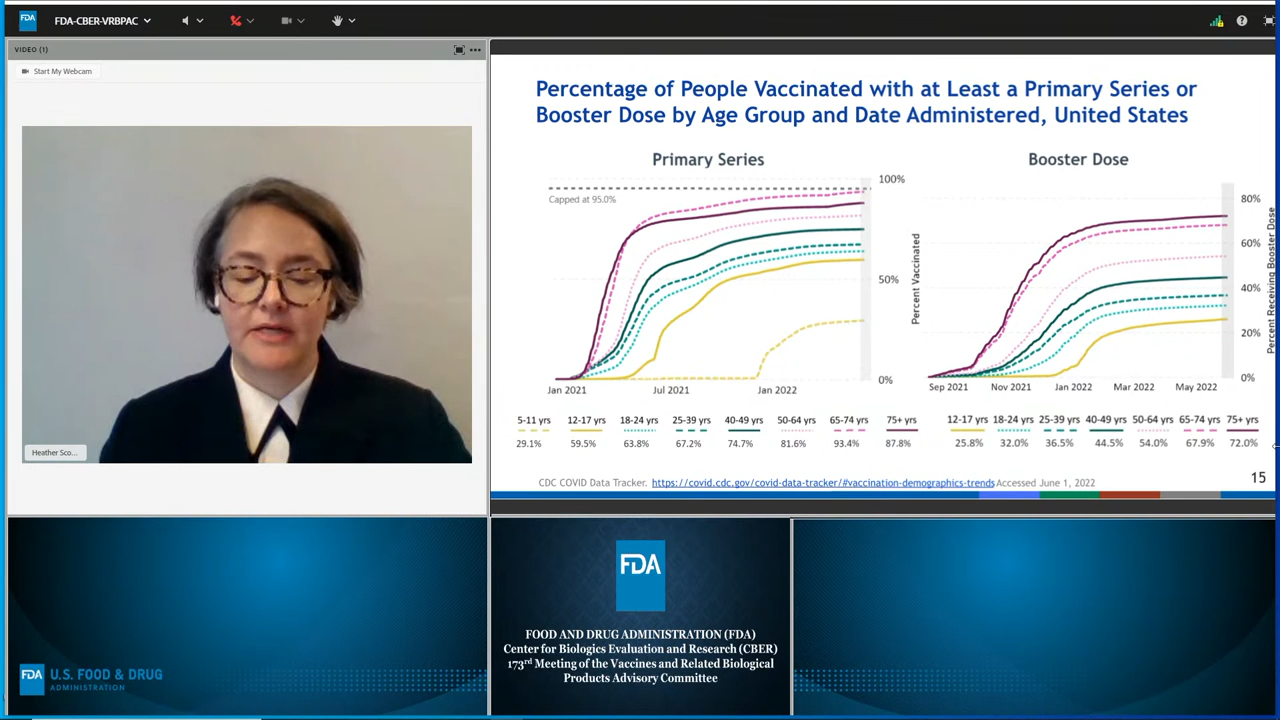 FDA
FDA-CBER-VRBPAC
VIDEO (1)
Start My Webcam
Heather Sco...
Percentage of People Vaccinated with at Least a Primary Series or
Booster Dose by Age Group and Date Administered, United States
Primary Series
Capped at 95.0%
100%
50%
0%
Jan 2021 Jul 2021 Jan 2022
Percent Vaccinated
5-11 yrs 12-17 yrs 18-24 yrs 25-39 yrs 40-49 yrs 50-64 yrs 65-74 yrs 75+ yrs
29.1% 59.5% 63.8% 67.2% 74.7% 81.6% 93.4% 87.8%
Booster Dose
80%
60%
40%
20%
0%
Sep 2021 Nov 2021 Jan 2022 Mar 2022 May 2022
Percent Receiving Booster Dose
12-17 yrs 18-24 yrs 25-39 yrs 40-49 yrs 50-64 yrs 65-74 yrs 75+ yrs
25.8% 32.0% 36.5% 44.5% 54.0% 67.9% 72.0%
CDC COVID Data Tracker. https://covid.cdc.gov/covid-data-tracker/#vaccination-demographics-trends Accessed June 1, 2022
15
FDA U.S. FOOD & DRUG
ADMINISTRATION
FDA
FOOD AND DRUG ADMINISTRATION (FDA)
Center for Biologics Evaluation and Research (CBER)
173rd Meeting of the Vaccines and Related Biological
Products Advisory Committee